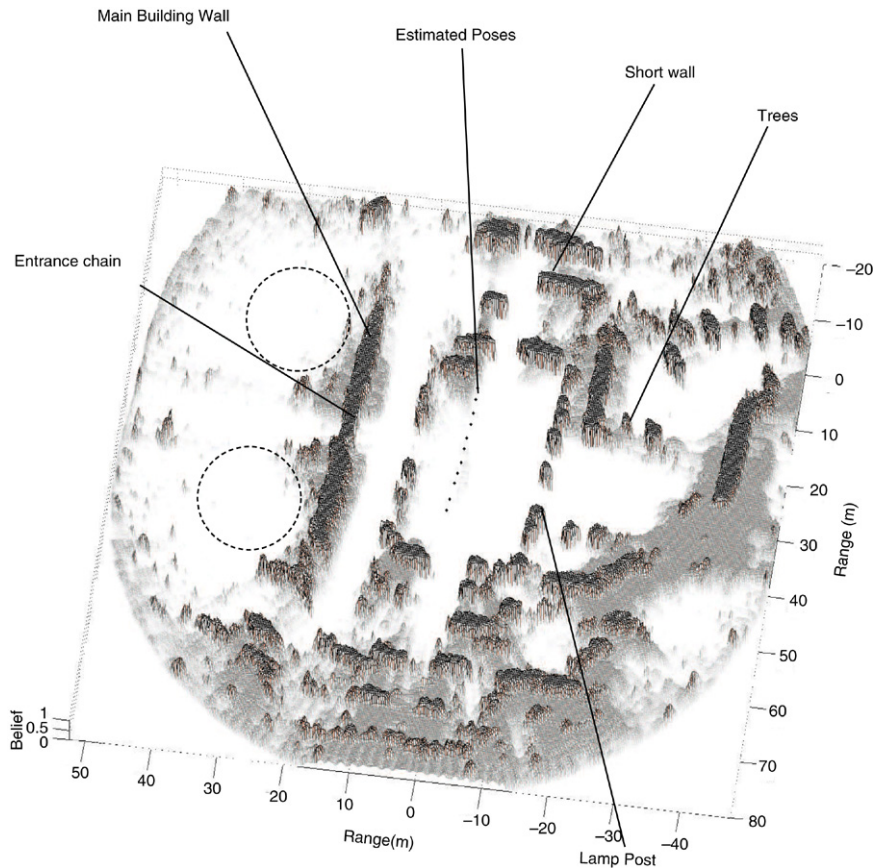 Main Building Wall
Estimated Poses
Short wall
Trees
Entrance chain
−20
−10
0
10
20
30
40
50
60
70
80
Range (m)
Belief
1
0.5
0
50
40
30
20
10
0
−10
−20
−30
−40
Range(m)
Lamp Post